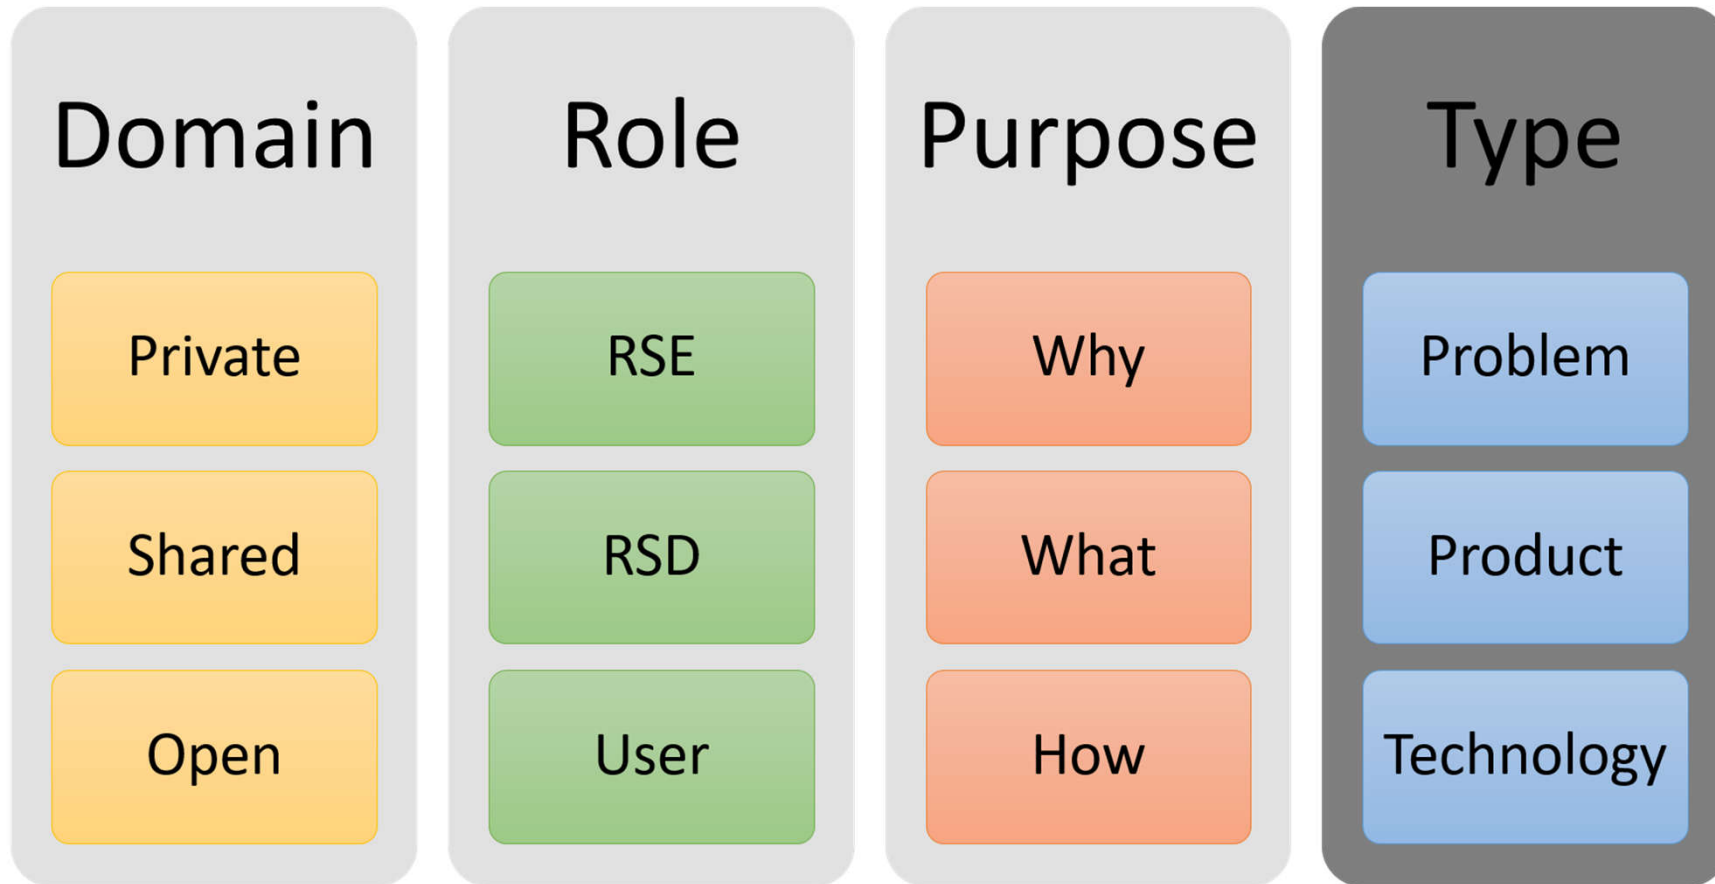 Domain
Private
Shared
Open
Role
RSE
RSD
User
Purpose
Why
What
How
Type
Problem
Product
Technology